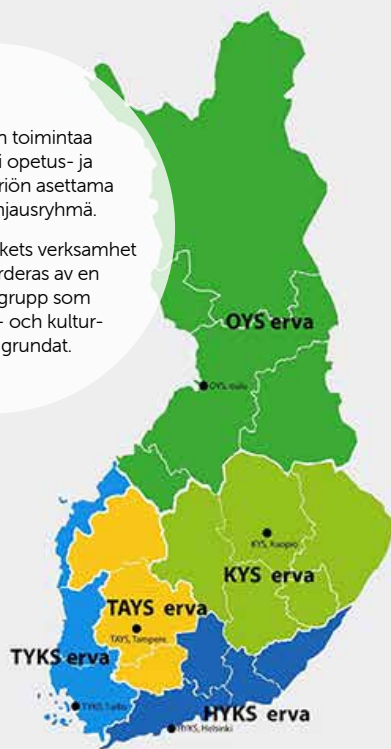 n toimintaa
i opetus- ja
riön asettama
njausryhmä.
kets verksamhet
rderas av en
grupp som
- och kultur-
grundat.
OYS erva
OYS, Oulu
KYS, Kuopio
KYS erva
TAYS erva
TAYS, Tampere
TYKS erva
TYKS, Turku
HYKS erva
HYKS, Helsinki